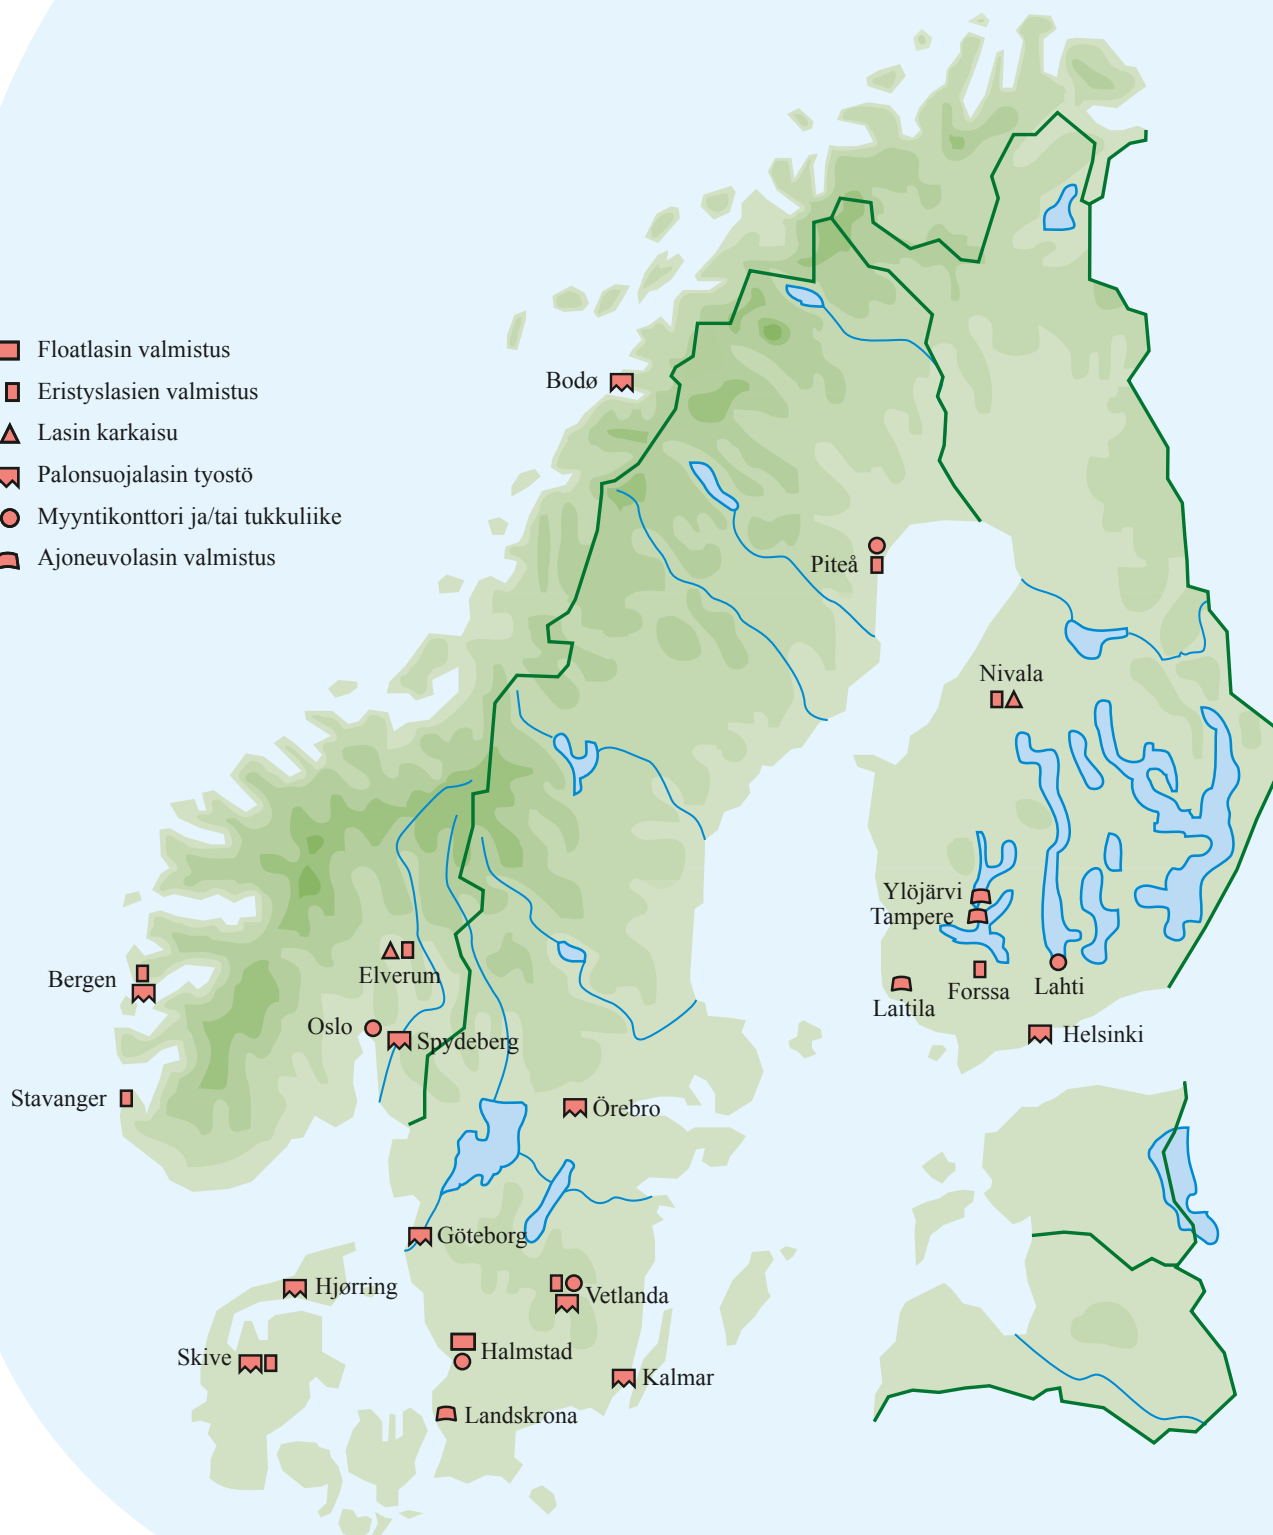 Floatlasin valmistus
Eristyslasien valmistus
Lasin karkaisu
Palonsuojalasin tyostö
Myyntikonttori ja/tai tukkuliike
Ajoneuvolasin valmistus
Bodø
Piteå
Nivala
Ylöjärvi
Tampere
Elverum
Bergen
Forssa
Lahti
Laitila
Oslo
Spydeberg
Helsinki
Stavanger
Örebro
Göteborg
Hjørring
Vetlanda
Skive
Halmstad
Kalmar
Landskrona